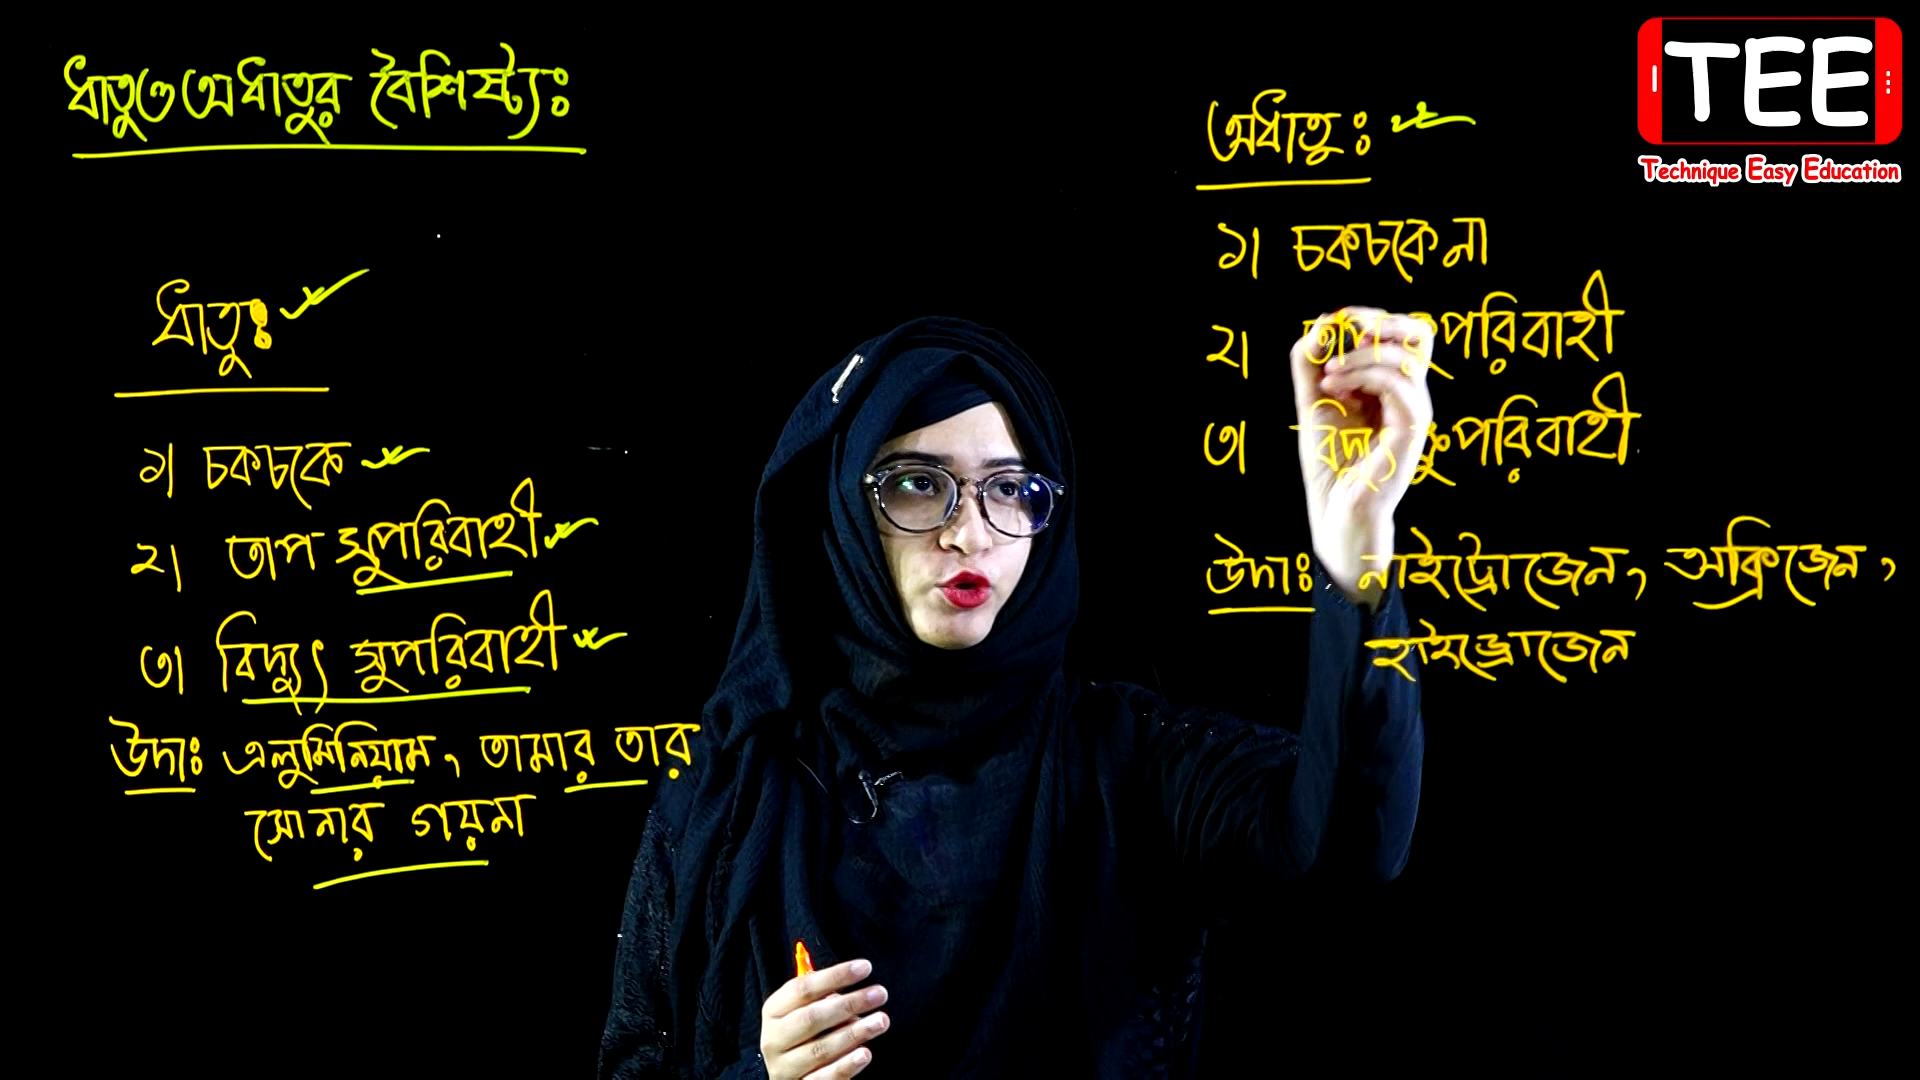 ধাতু ও অধাতুর বৈশিষ্ট্যঃ
ধাতুঃ
১। চকচকে
২। তাপ সুপরিবাহী
৩। বিদ্যুৎ সুপরিবাহী
উদাঃ এলুমিনিয়াম, তামার তার
সোনার গয়না
অধাতুঃ
১। চকচকে না
২। তাপ কুপরিবাহী
৩। বিদ্যুৎ কুপরিবাহী
উদাঃ নাইট্রোজেন, অক্সিজেন,
হাইড্রোজেন
TEE
Technique Easy Education